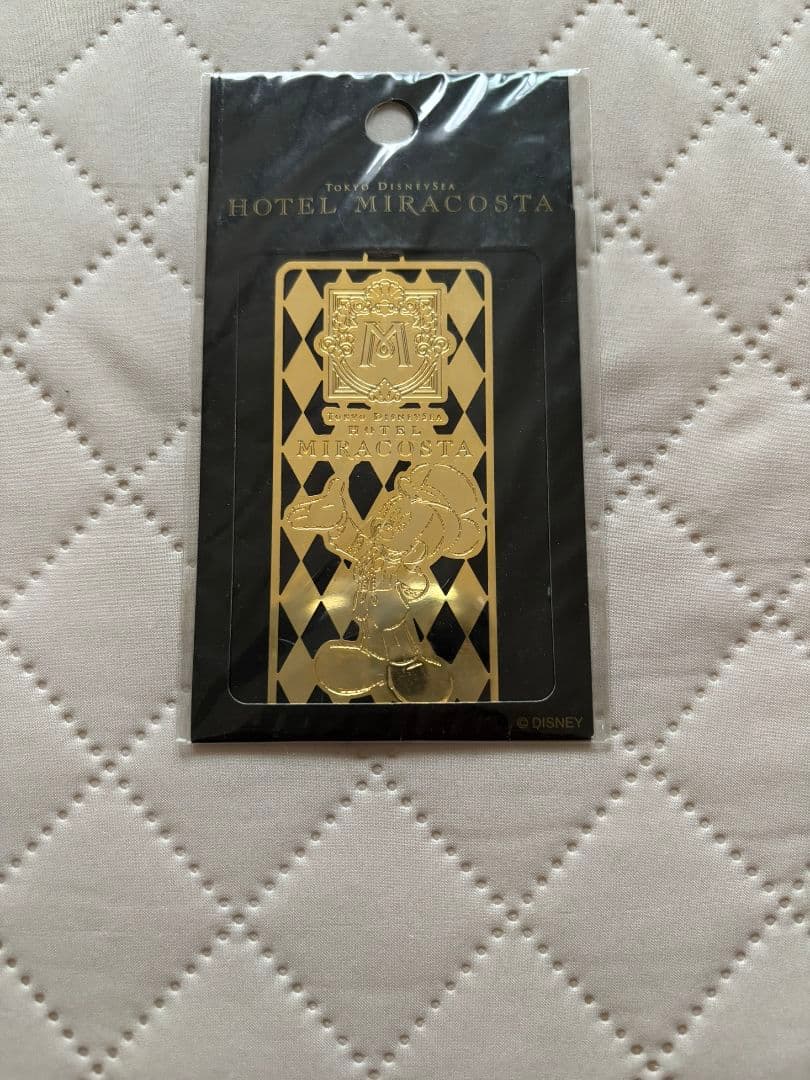 TOKYO DISNEYSEA
HOTEL MIRACOSTA
M
TOKYO DISNEYSEA
HOTEL
MIRACOSTA
© DISNEY